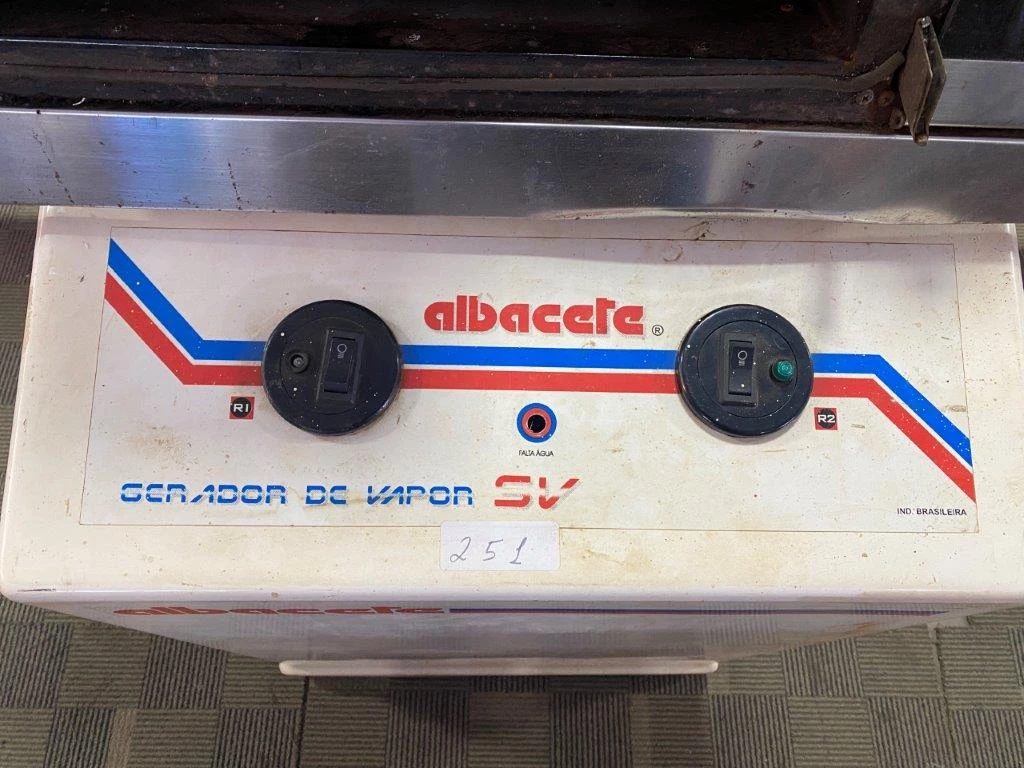 albacete ®
R1
R2
FALTA ÁGUA
GERADOR DE VAPOR SV
IND. BRASILEIRA
251
albacete